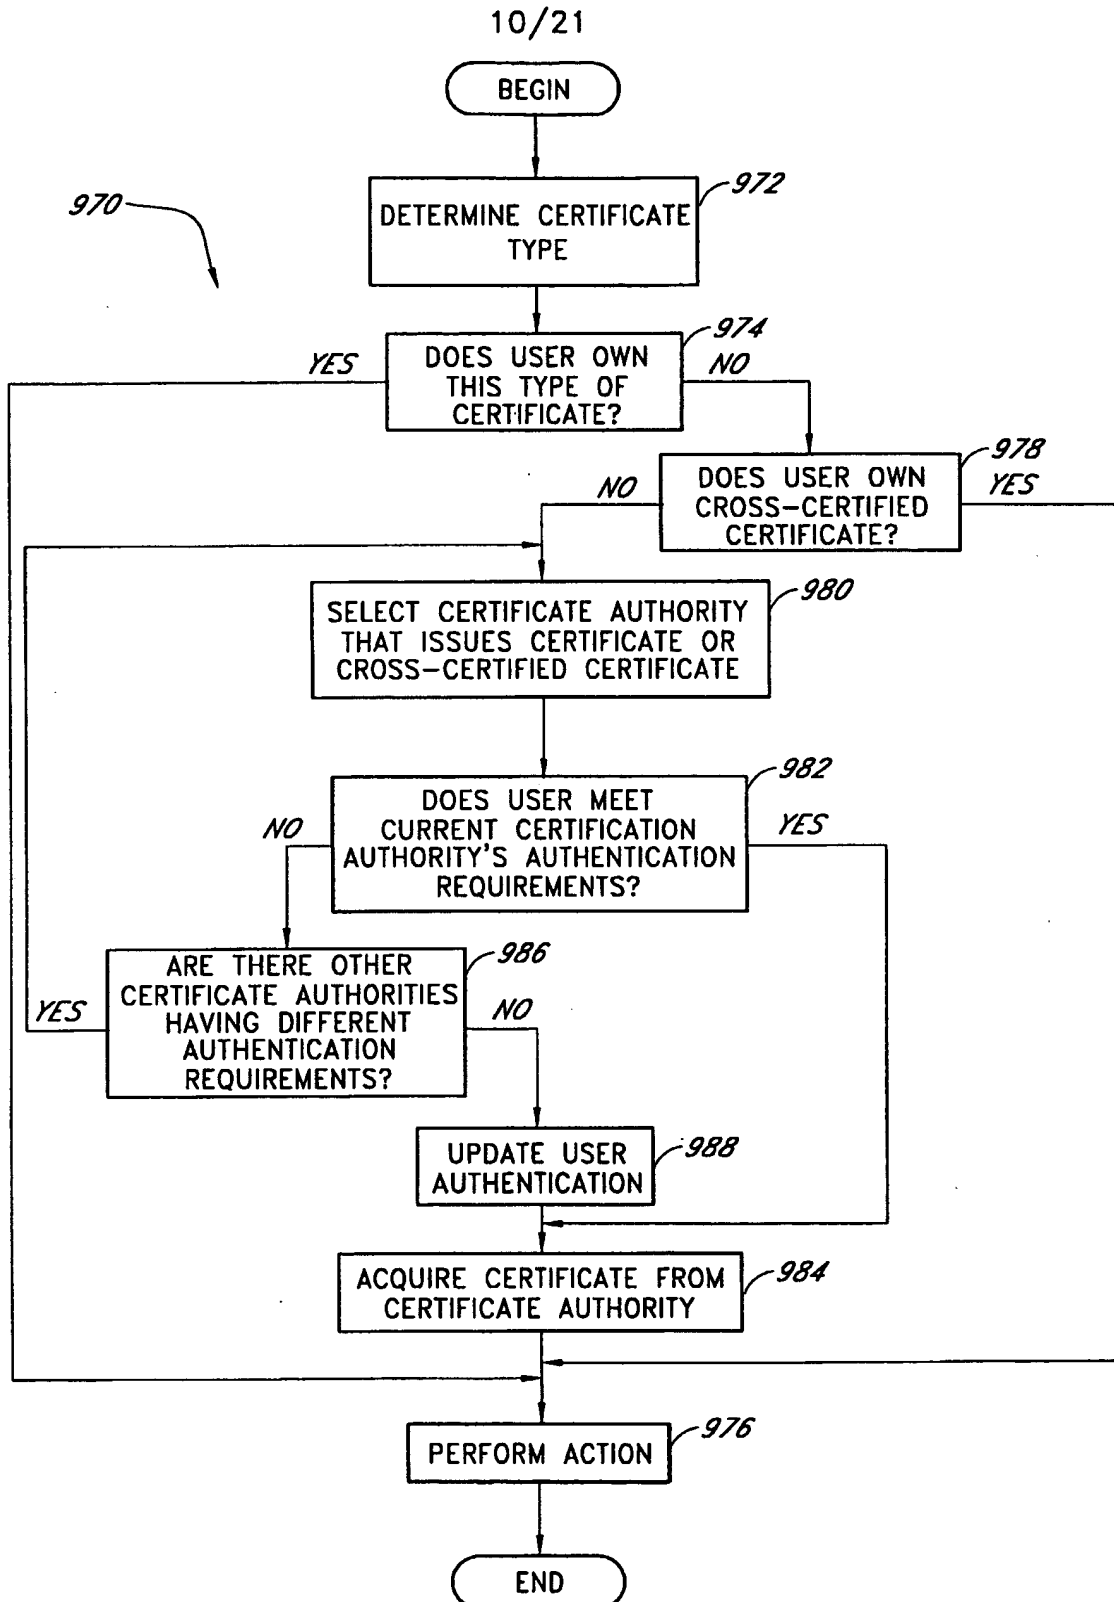 10/21
BEGIN
972
970
DETERMINE CERTIFICATE
TYPE
974
YES
DOES USER OWN
THIS TYPE OF
CERTIFICATE?
NO
978
NO
DOES USER OWN
CROSS-CERTIFIED
CERTIFICATE?
YES
980
SELECT CERTIFICATE AUTHORITY
THAT ISSUES CERTIFICATE OR
CROSS-CERTIFIED CERTIFICATE
982
NO
DOES USER MEET
CURRENT CERTIFICATION
AUTHORITY'S AUTHENTICATION
REQUIREMENTS?
YES
986
YES
ARE THERE OTHER
CERTIFICATE AUTHORITIES
HAVING DIFFERENT
AUTHENTICATION
REQUIREMENTS?
NO
UPDATE USER
AUTHENTICATION
988
ACQUIRE CERTIFICATE FROM
CERTIFICATE AUTHORITY
984
PERFORM ACTION
976
END